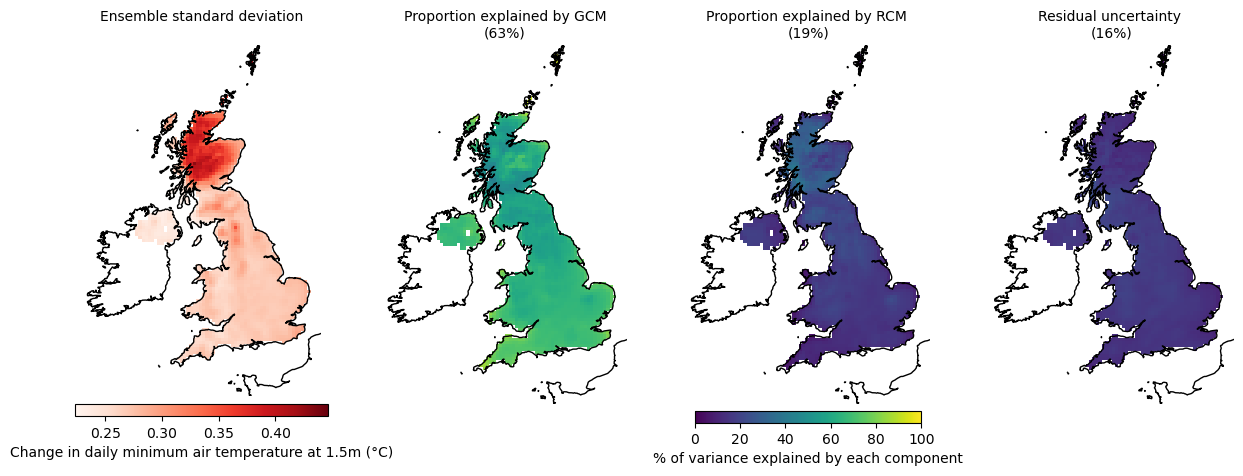 Ensemble standard deviation
Proportion explained by GCM
(63%)
Proportion explained by RCM
(19%)
Residual uncertainty
(16%)
0.25 0.30 0.35 0.40
Change in daily minimum air temperature at 1.5m (°C)
0 20 40 60 80 100
% of variance explained by each component